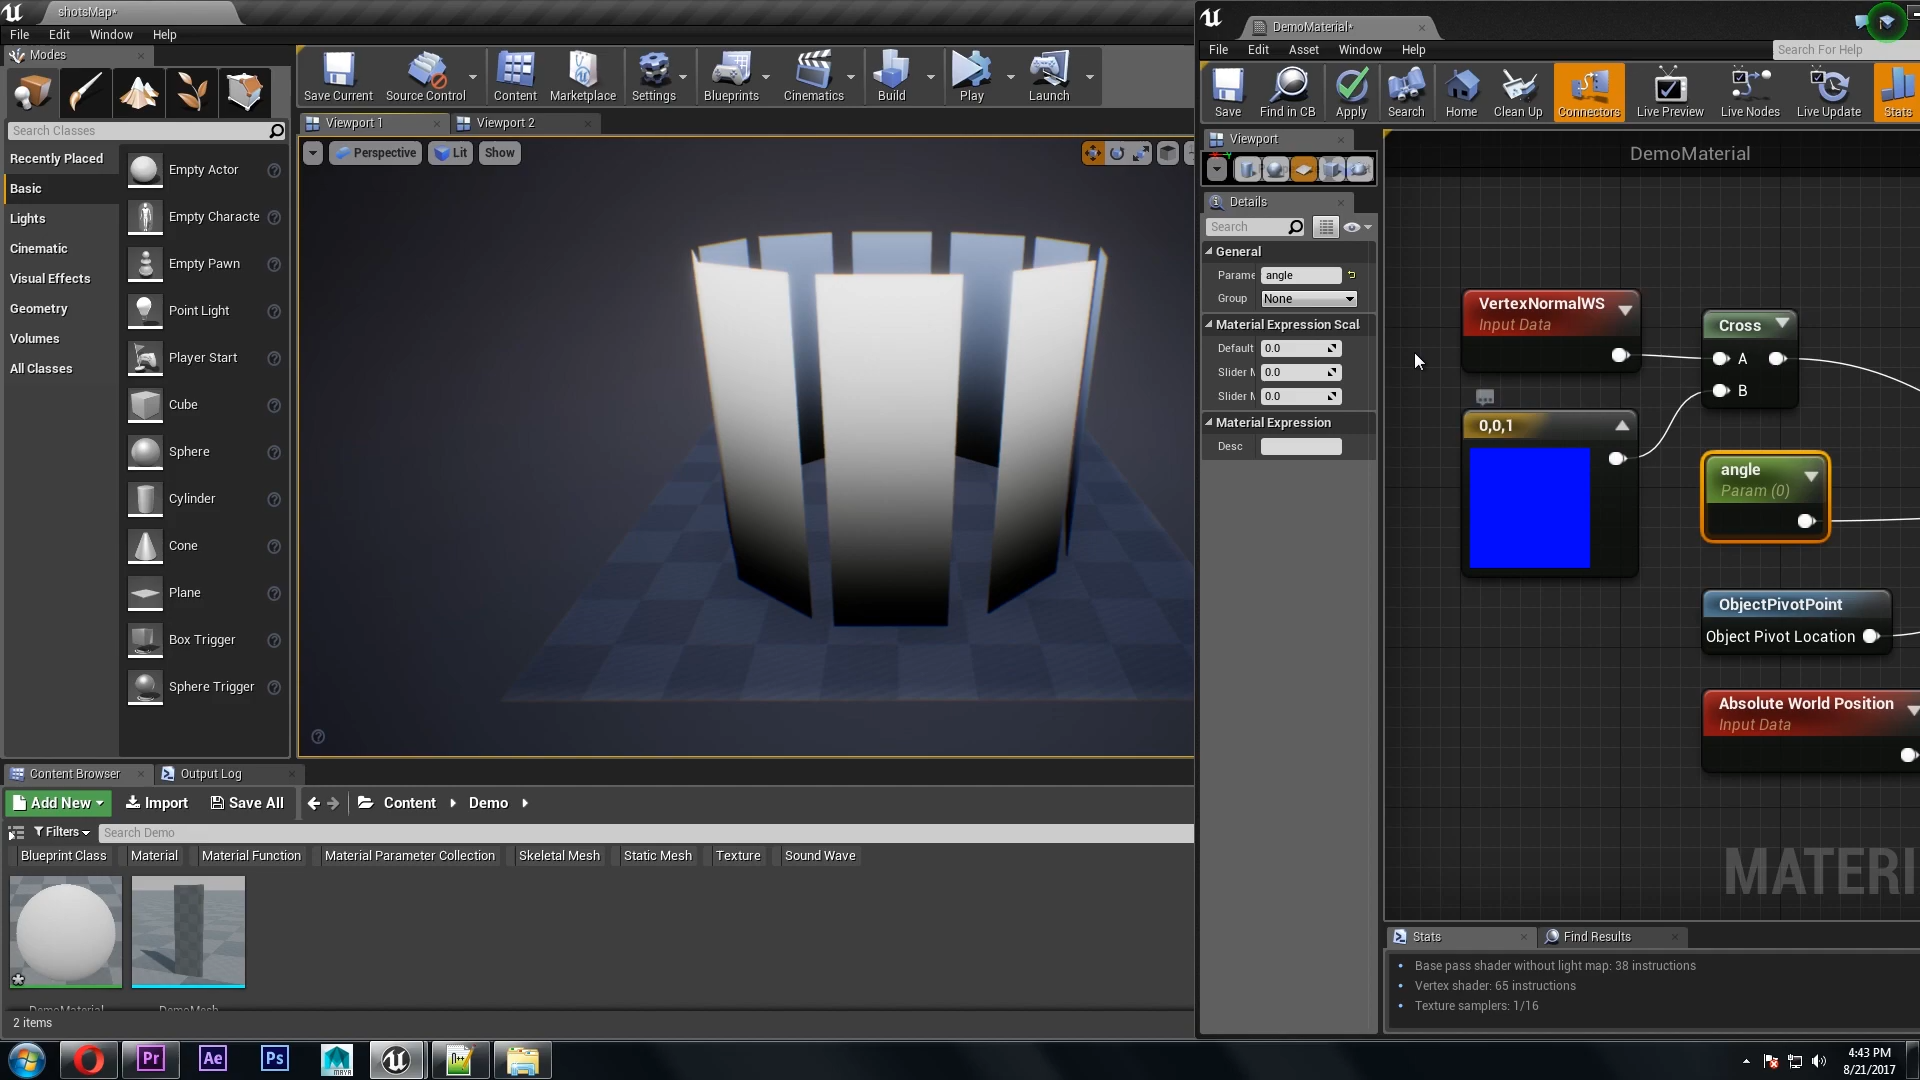 shotsMap*
File Edit Window Help
Modes
Search Classes
Recently Placed
Basic
Lights
Cinematic
Visual Effects
Geometry
Volumes
All Classes
Empty Actor
Empty Characte
Empty Pawn
Point Light
Player Start
Cube
Sphere
Cylinder
Cone
Plane
Box Trigger
Sphere Trigger
Save Current Source Control Content Marketplace Settings Blueprints Cinematics Build Play Launch
Viewport 1 Viewport 2
Perspective Lit Show
Content Browser Output Log
Add New Import Save All Content Demo
Filters Search Demo
Blueprint Class Material Material Function Material Parameter Collection Skeletal Mesh Static Mesh Texture Sound Wave
2 items
DemoMaterial*
File Edit Asset Window Help
Search For Help
Save Find in CB Apply Search Home Clean Up Connectors Live Preview Live Nodes Live Update Stats
Viewport
Details
Search
General
Parame angle
Group None
Material Expression Scal
Default 0.0
Slider M 0.0
Slider M 0.0
Material Expression
Desc
DemoMaterial
VertexNormalWS
Input Data
Cross
A
B
0,0,1
angle
Param (0)
ObjectPivotPoint
Object Pivot Location
Absolute World Position
Input Data
MATERI
Stats Find Results
Base pass shader without light map: 38 instructions
Vertex shader: 65 instructions
Texture samplers: 1/16
Pr Ae Ps
MAYA
4:43 PM
8/21/2017